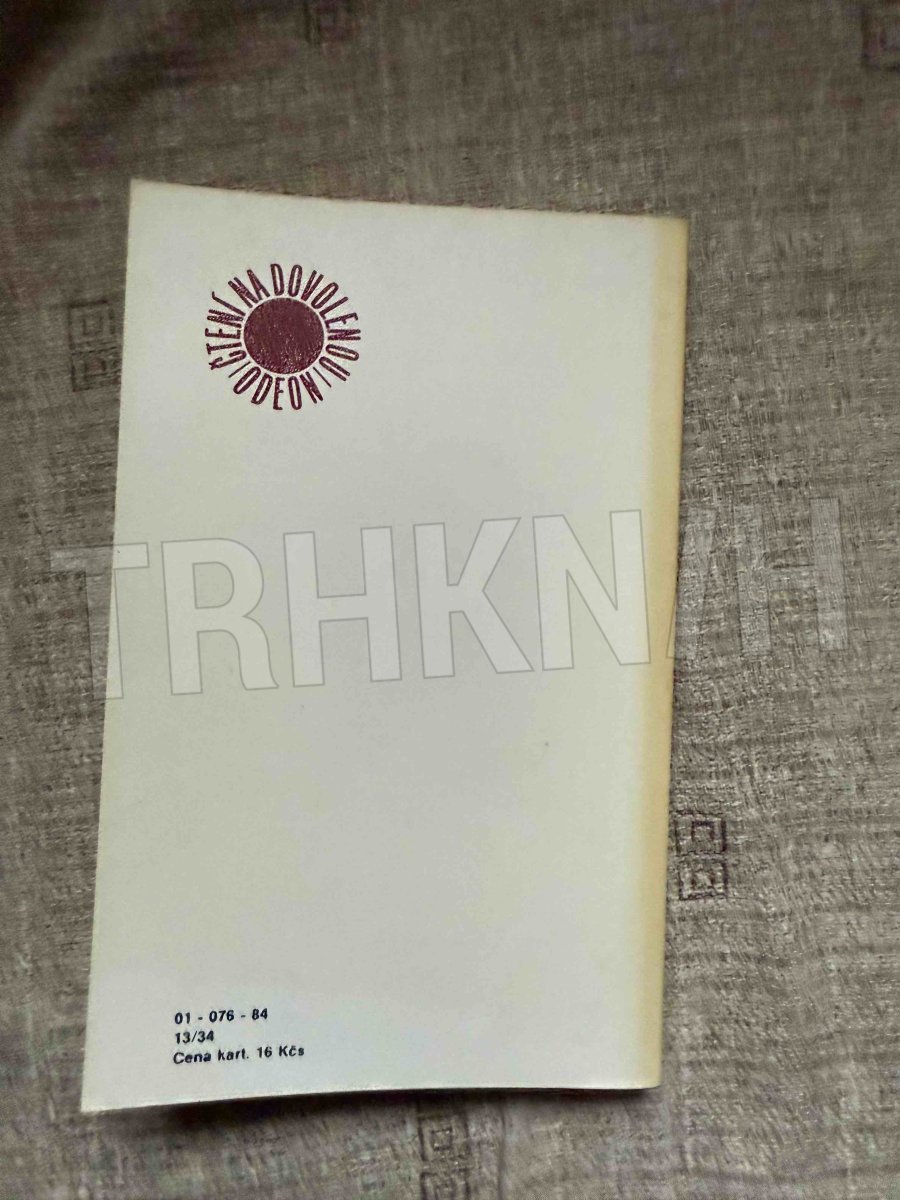 ČTENÍ NA DOVOLENOU / ODEON /
TRHKNIH
01 - 076 - 84
13/34
Cena kart. 16 Kčs